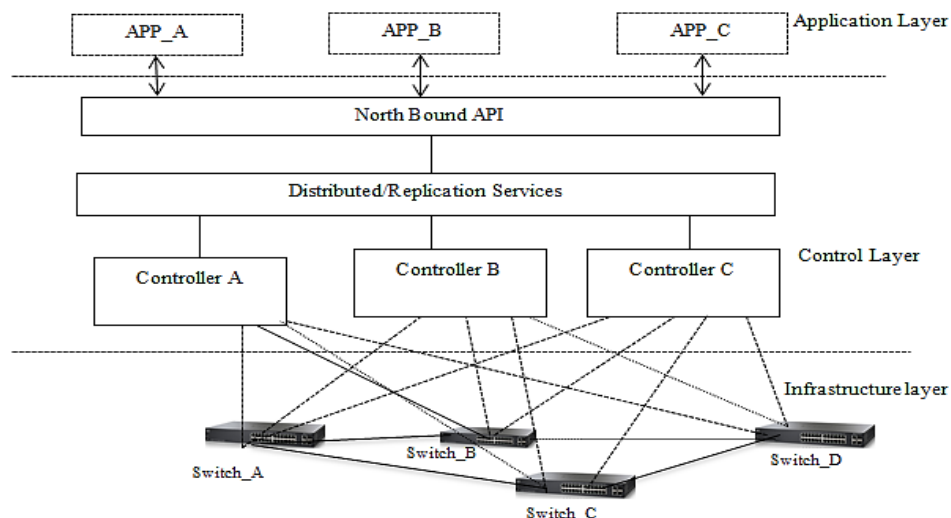 APP_A
APP_B
APP_C
Application Layer
North Bound API
Distributed/Replication Services
Controller A
Controller B
Controller C
Control Layer
Infrastructure layer
Switch_A
Switch_B
Switch_D
Switch_C